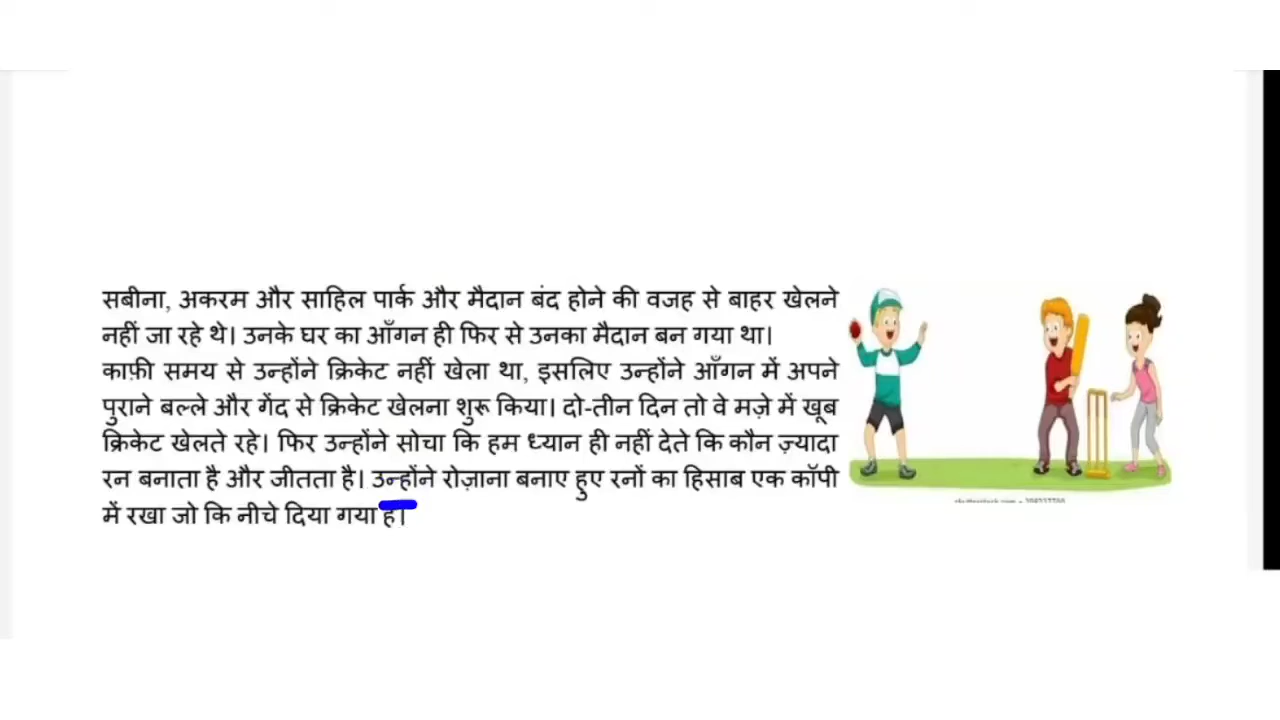 सबीना, अकरम और साहिल पार्क और मैदान बंद होने की वजह से बाहर खेलने
नहीं जा रहे थे। उनके घर का आँगन ही फिर से उनका मैदान बन गया था।
काफ़ी समय से उन्होंने क्रिकेट नहीं खेला था, इसलिए उन्होंने आँगन में अपने
पुराने बल्ले और गेंद से क्रिकेट खेलना शुरू किया। दो-तीन दिन तो वे मज़े में खूब
क्रिकेट खेलते रहे। फिर उन्होंने सोचा कि हम ध्यान ही नहीं देते कि कौन ज़्यादा
रन बनाता है और जीतता है। उन्होंने रोज़ाना बनाए हुए रनों का हिसाब एक कॉपी
में रखा जो कि नीचे दिया गया है।